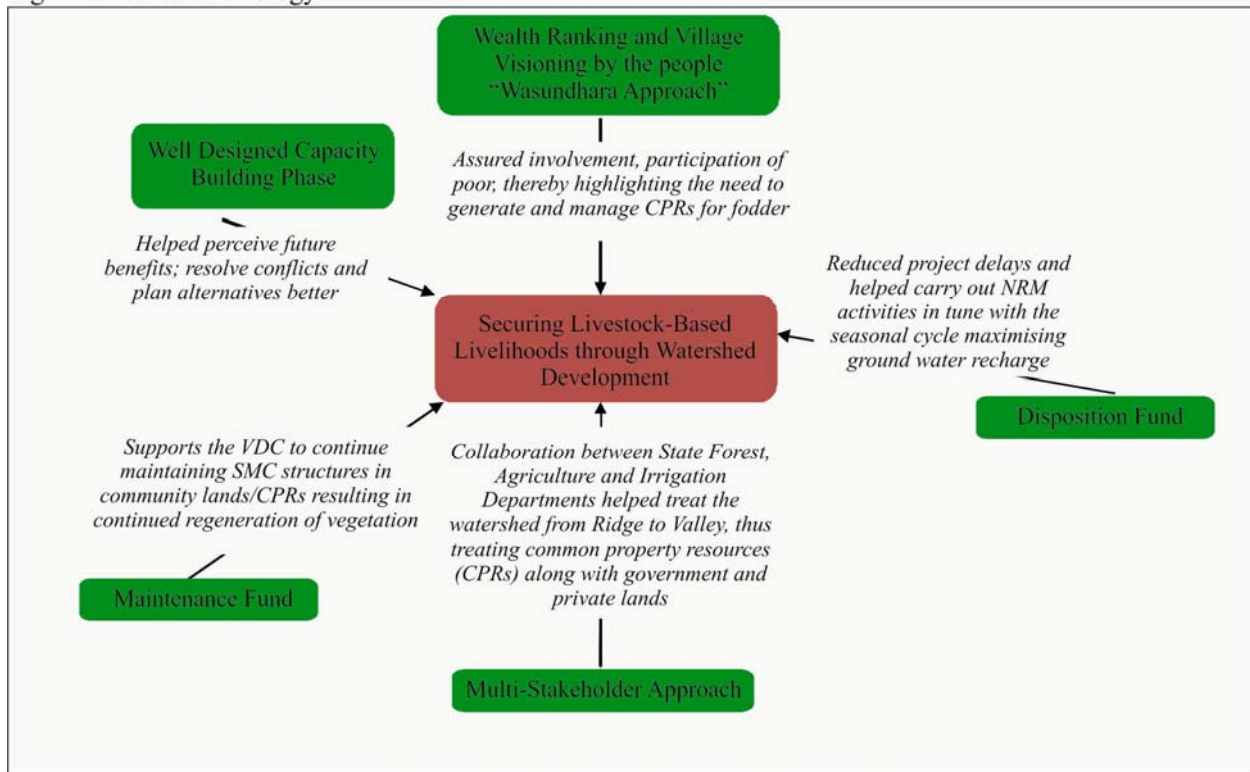 Wealth Ranking and Village
Visioning by the people
“Wasundhara Approach”
Well Designed Capacity
Building Phase
Assured involvement, participation of
poor, thereby highlighting the need to
generate and manage CPRs for fodder
Helped perceive future
benefits; resolve conflicts and
plan alternatives better
Reduced project delays and
helped carry out NRM
activities in tune with the
seasonal cycle maximising
ground water recharge
Securing Livestock-Based
Livelihoods through Watershed
Development
Disposition Fund
Supports the VDC to continue
maintaining SMC structures in
community lands/CPRs resulting in
continued regeneration of vegetation
Collaboration between State Forest,
Agriculture and Irrigation
Departments helped treat the
watershed from Ridge to Valley, thus
treating common property resources
(CPRs) along with government and
private lands
Maintenance Fund
Multi-Stakeholder Approach